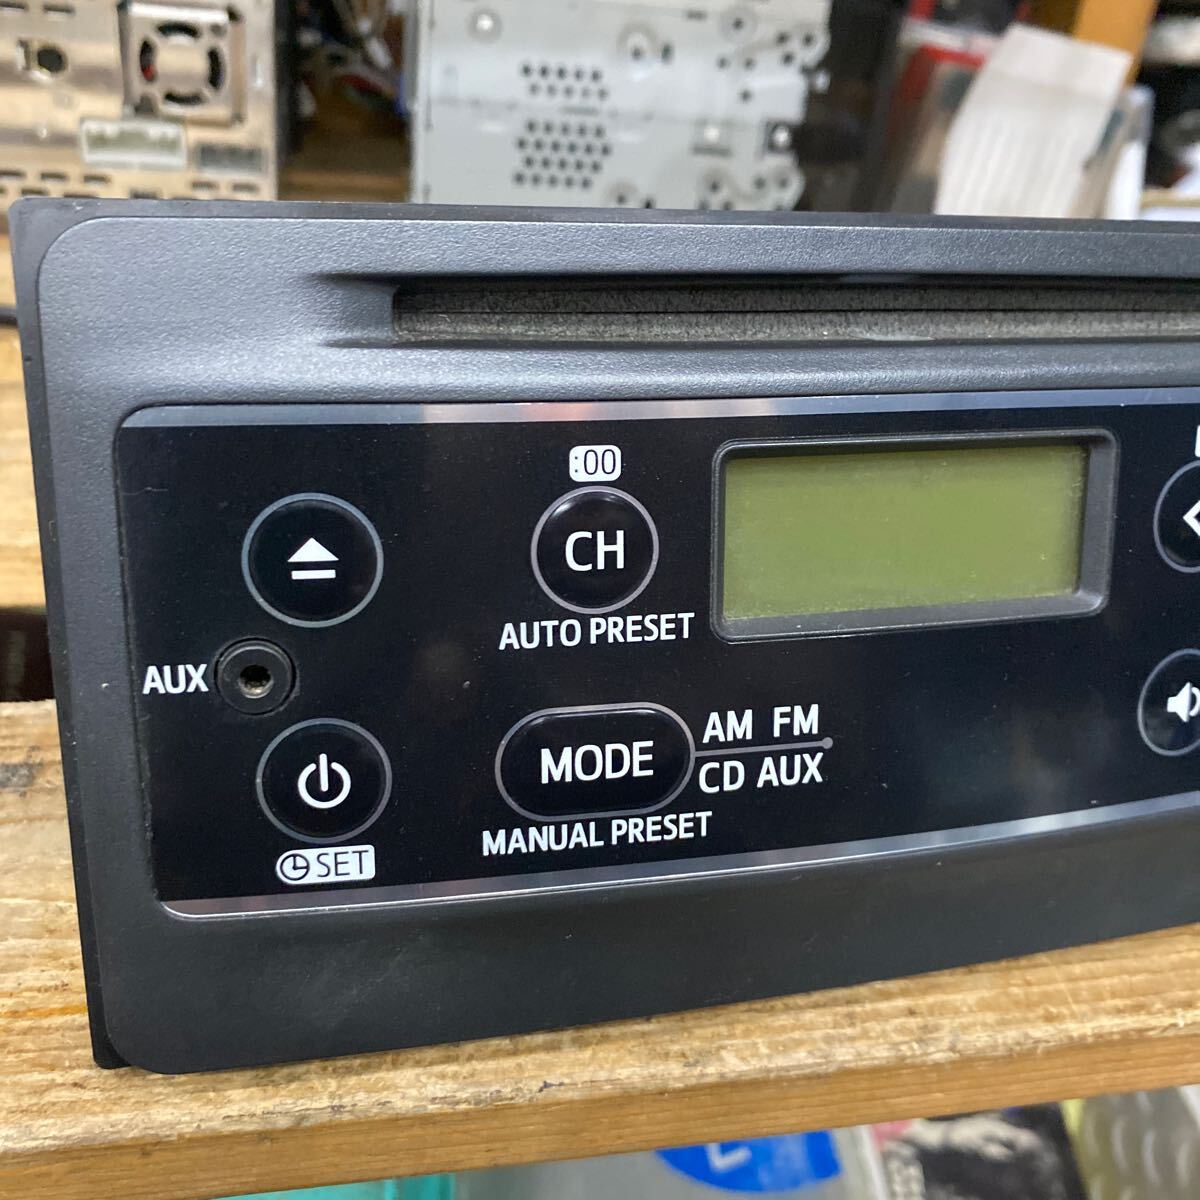 :00
CH
AUTO PRESET
AUX
MODE
AM FM
CD AUX
MANUAL PRESET
SET